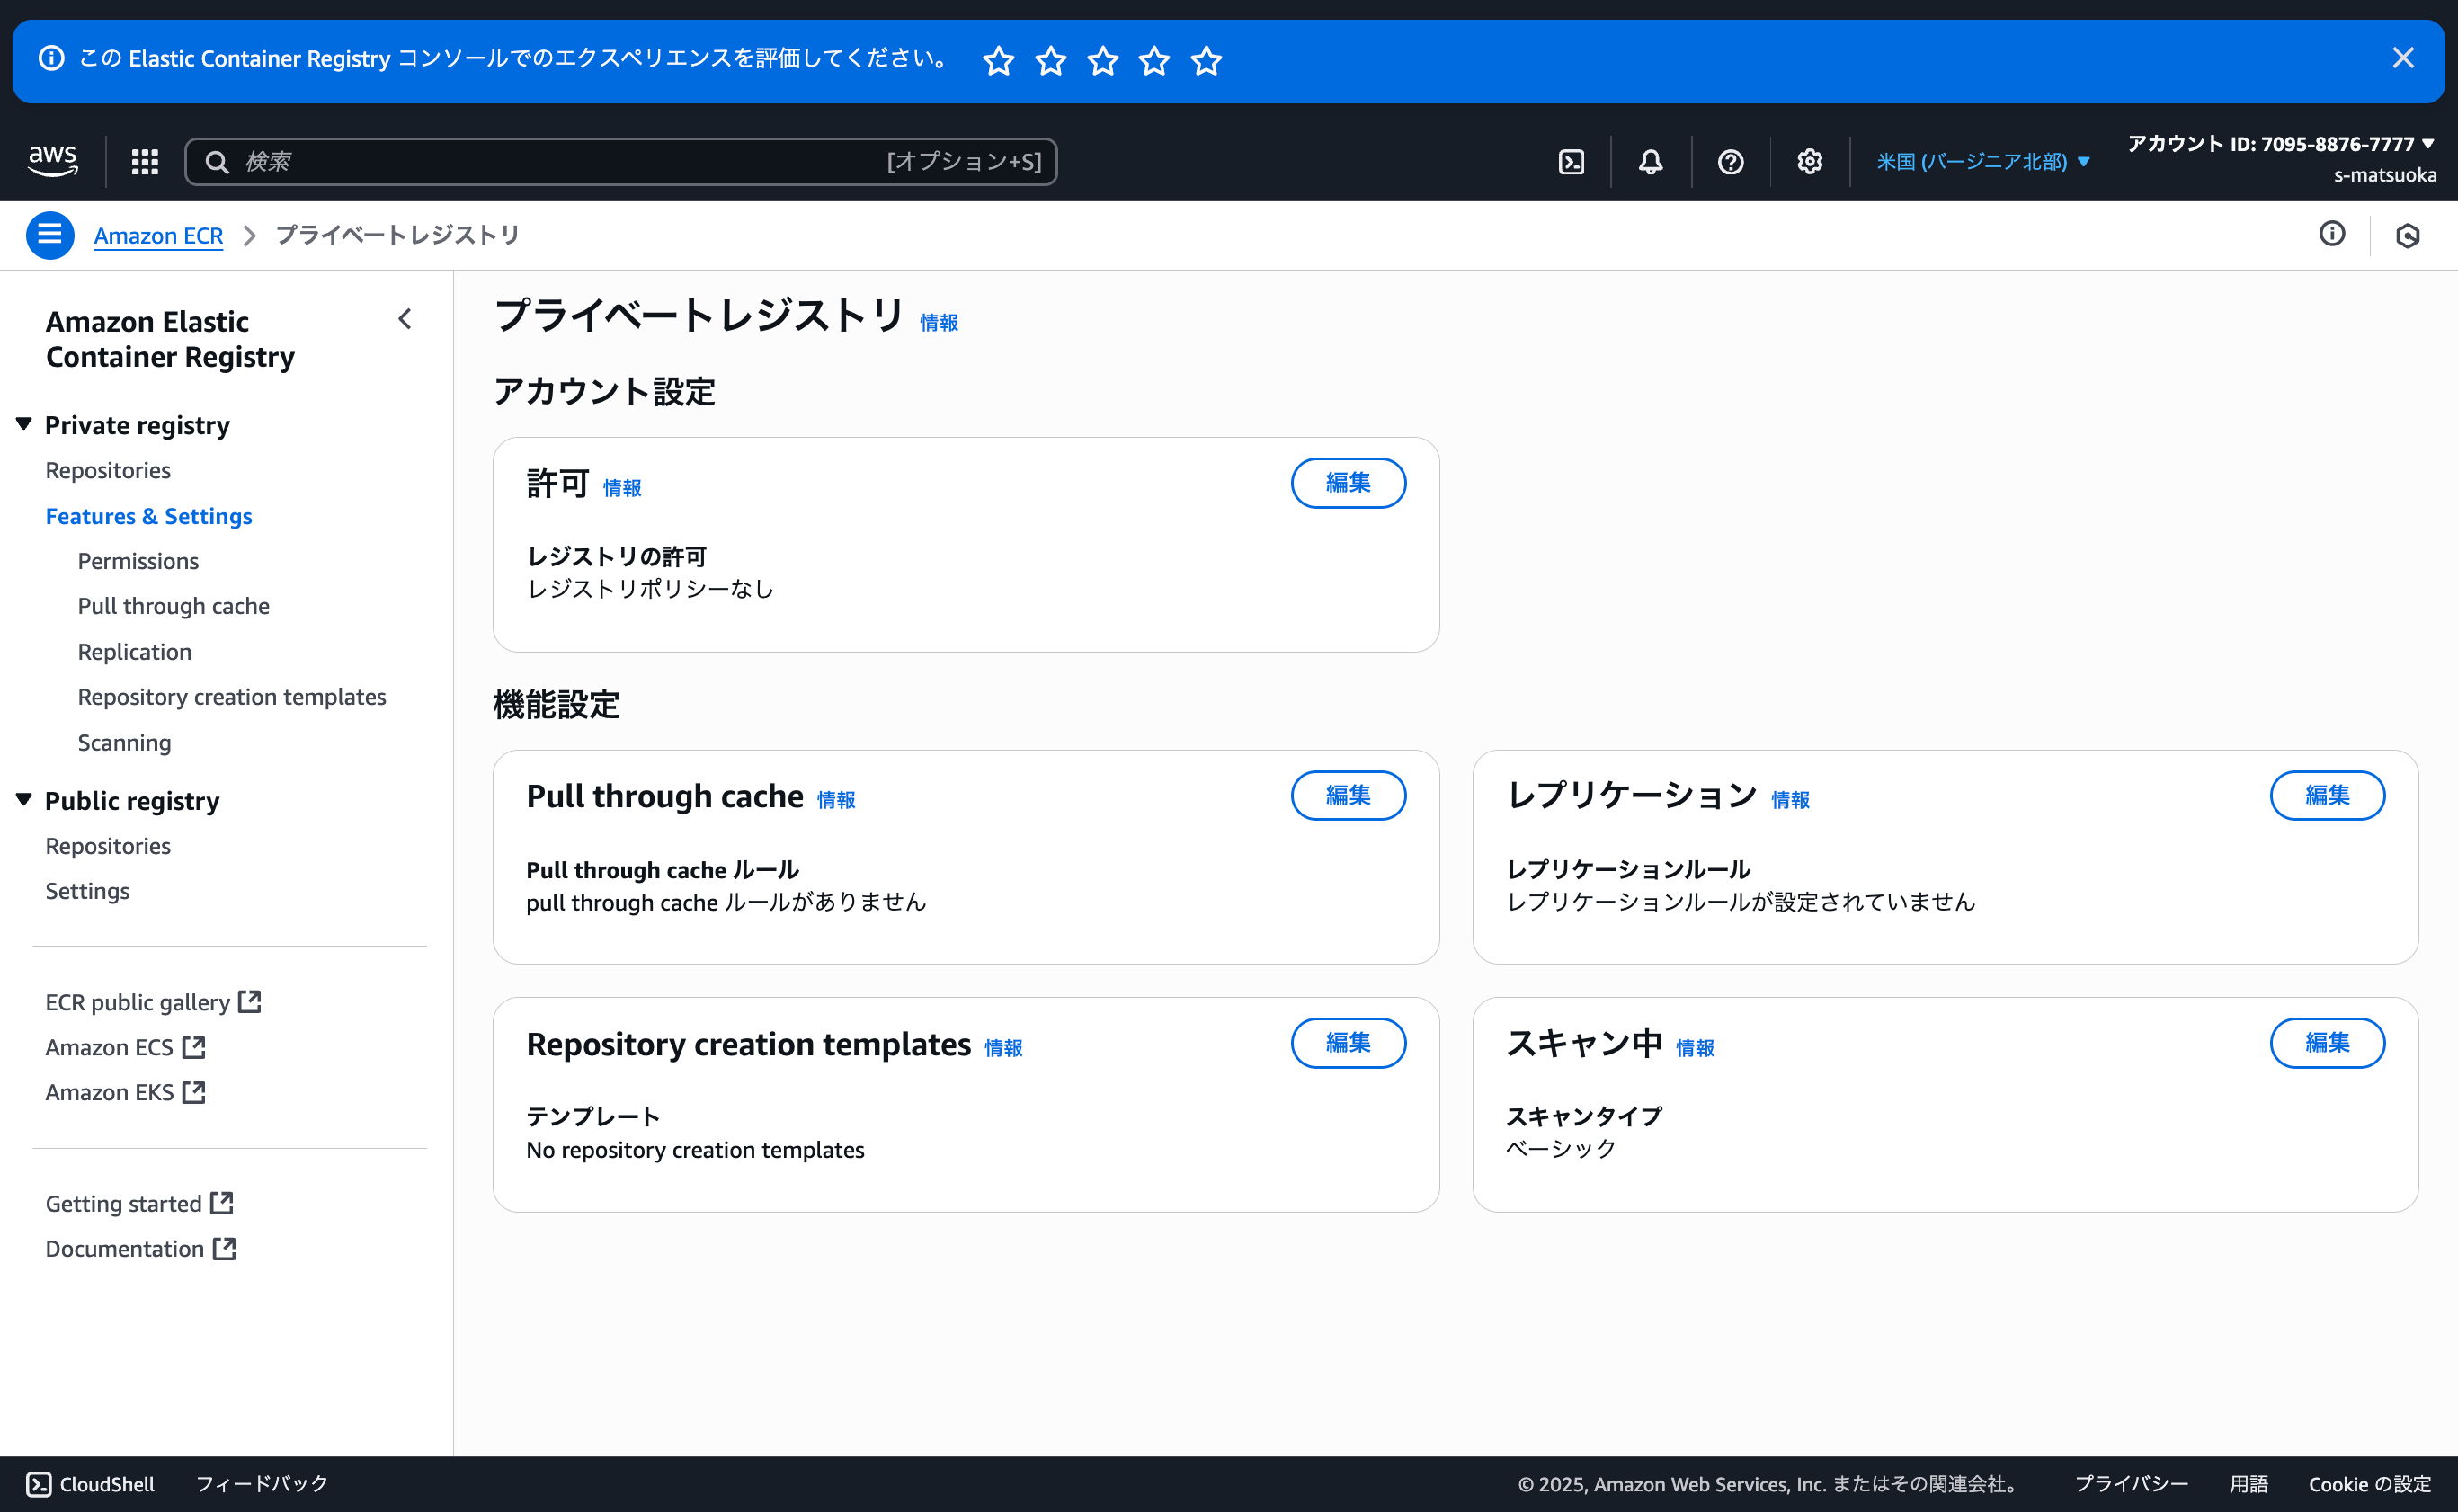 この Elastic Container Registry コンソールでのエクスペリエンスを評価してください。
aws
検索
[オプション+S]
米国 (バージニア北部)
アカウント ID: 7095-8876-7777
s-matsuoka
Amazon ECR
プライベートレジストリ
Amazon Elastic
Container Registry
Private registry
Repositories
Features & Settings
Permissions
Pull through cache
Replication
Repository creation templates
Scanning
Public registry
Repositories
Settings
ECR public gallery
Amazon ECS
Amazon EKS
Getting started
Documentation
プライベートレジストリ 情報
アカウント設定
許可 情報
編集
レジストリの許可
レジストリポリシーなし
機能設定
Pull through cache 情報
編集
Pull through cache ルール
pull through cache ルールがありません
レプリケーション 情報
編集
レプリケーションルール
レプリケーションルールが設定されていません
Repository creation templates 情報
編集
テンプレート
No repository creation templates
スキャン中 情報
編集
スキャンタイプ
ベーシック
CloudShell
フィードバック
© 2025, Amazon Web Services, Inc. またはその関連会社。
プライバシー
用語
Cookie の設定